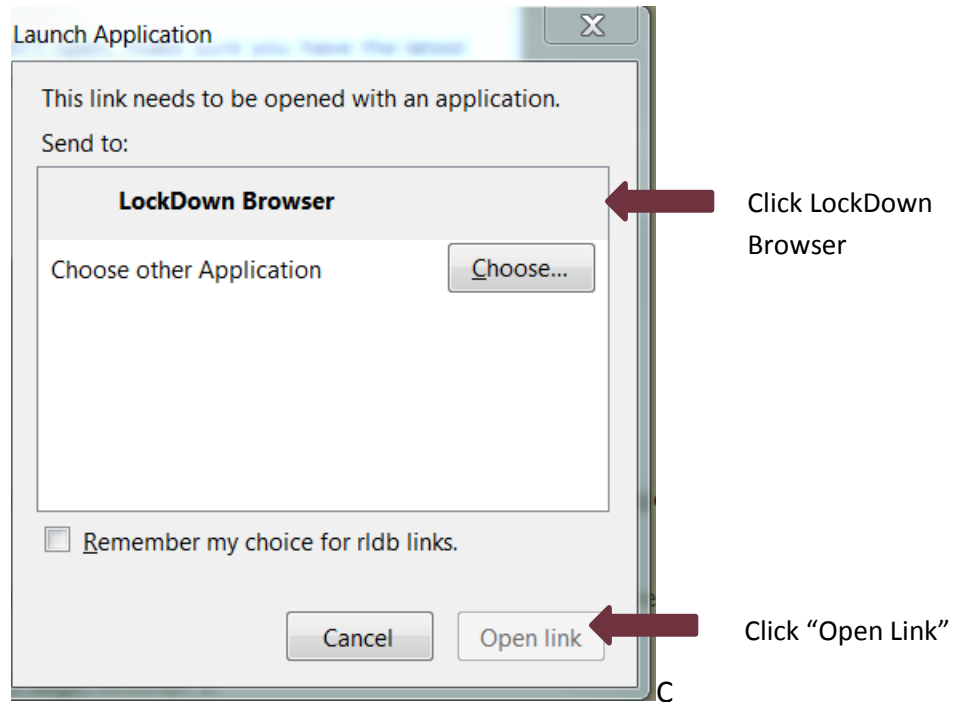 Launch Application
This link needs to be opened with an application.
Send to:
LockDown Browser
Click LockDown
Browser
Choose other Application
Choose...
Remember my choice for rldb links.
Cancel
Open link
Click “Open Link”
C